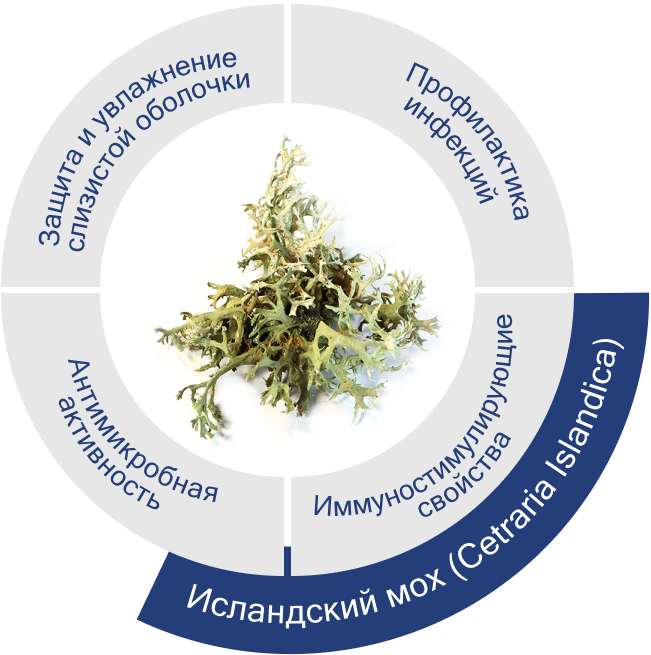 Защита и увлажнение
слизистой оболочки
Профилактика
инфекций
Антимикробная
активность
Иммуностимулирующие
свойства
Исландский мох (Cetraria Islandica)